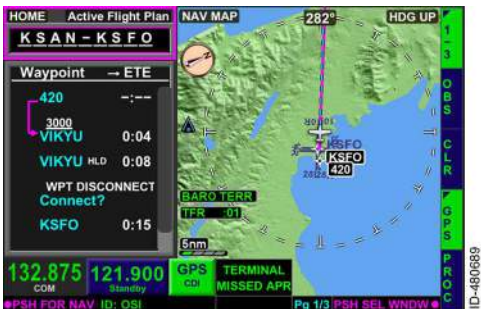 HOME Active Flight Plan
KSAN-KSFO
Waypoint → ETE
420 -:--
3000
VIKYU 0:04
VIKYU HLD 0:08
WPT DISCONNECT
Connect?
KSFO 0:15
132.875
COM
121.900
Standby
GPS
CDI
TERMINAL
MISSED APR
PSH FOR NAV ID: OSI
Pg 1/3 PSH SEL WNDW
NAV MAP
282°
HDG UP
KSFO
KSFO
420
BARO TERR
TFR :01
5nm
1-3
OBS
CLR
GPS
PROC
ID-480689